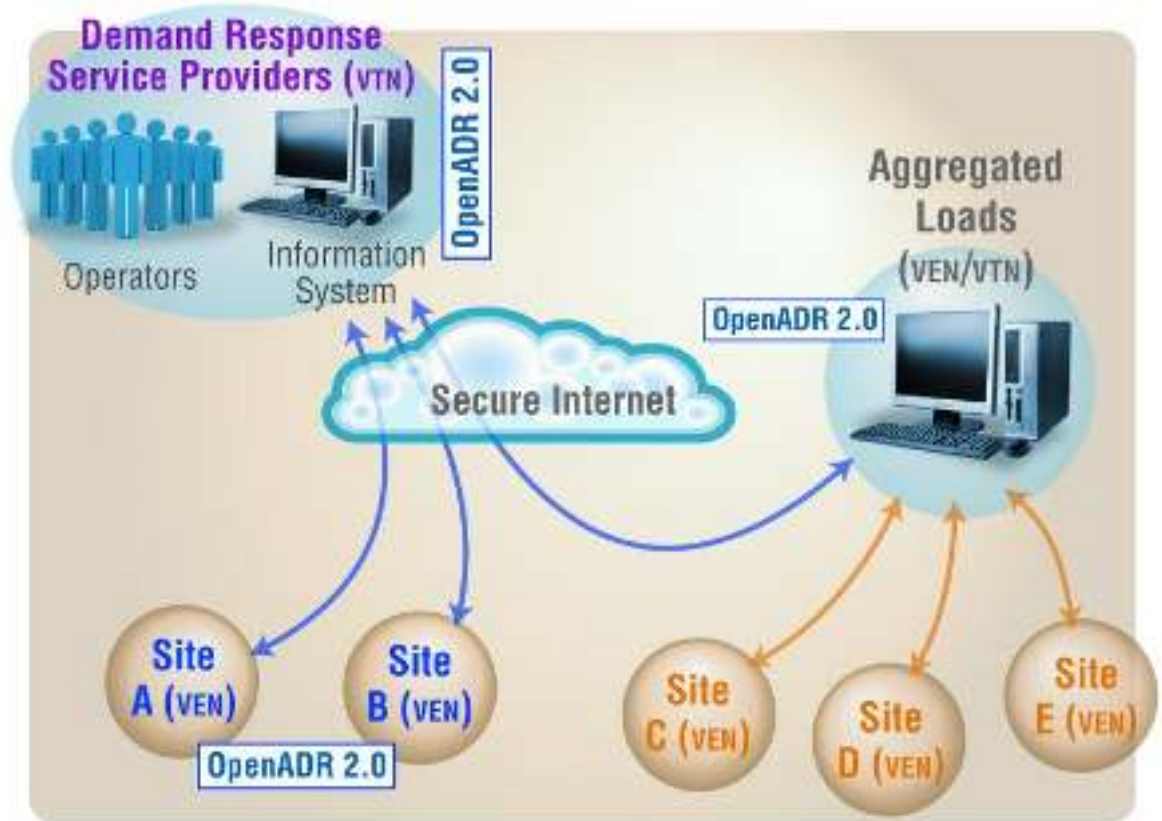 Demand Response
Service Providers (VTN)
OpenADR 2.0
Operators
Information
System
Aggregated
Loads
(VEN/VTN)
OpenADR 2.0
Secure Internet
Site
A (VEN)
Site
B (VEN)
OpenADR 2.0
Site
C (VEN)
Site
D (VEN)
Site
E (VEN)